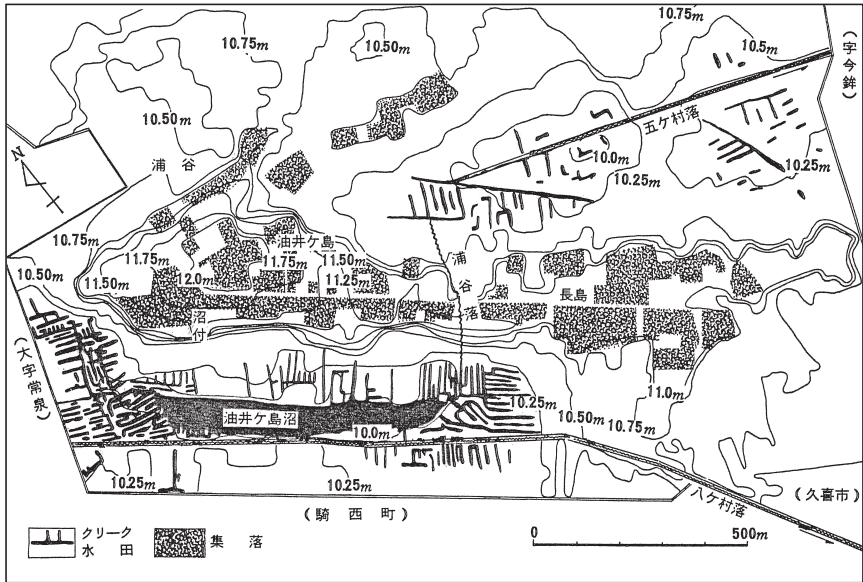 10.75m
10.50m
10.75m
10.5m
(字今鉾)
10.50m
五ケ村落
10.0m
10.25m
10.25m
N
浦谷
10.75m
油井ケ島
11.75m
11.75m
11.50m
11.50m
12.0m
11.25m
10.50m
浦谷落
長島
沼付
(大字常泉)
10.25m
11.0m
10.50m
10.75m
油井ケ島沼
10.0m
10.25m
10.25m
八ケ村落
(久喜市)
(騎西町)
クリーク
水田
集落
0
500m